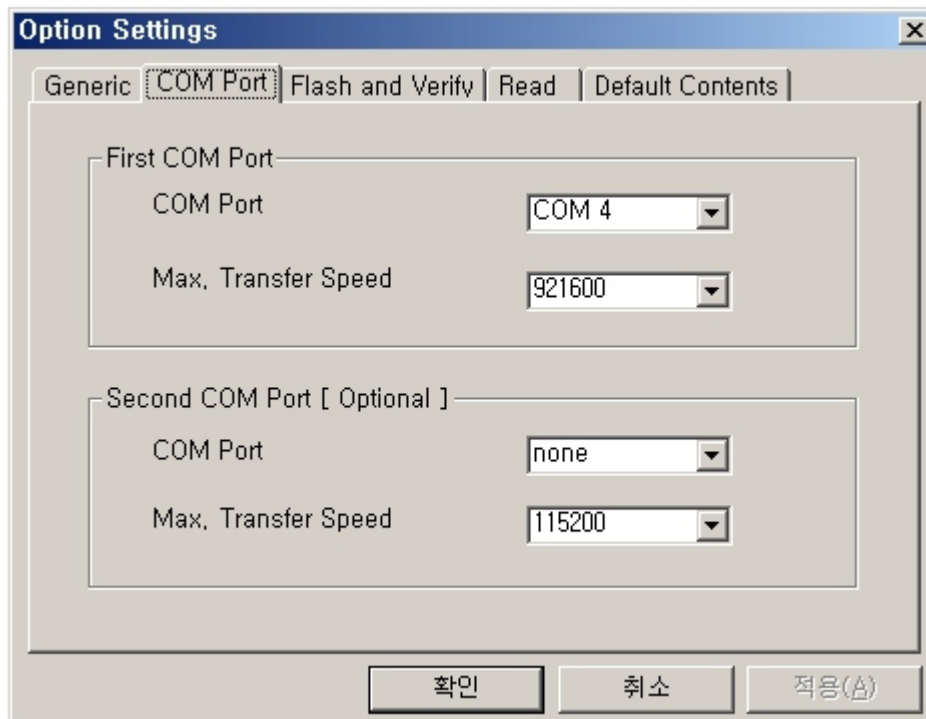 Option Settings
Generic COM Port Flash and Verify Read Default Contents
First COM Port
COM Port COM 4
Max, Transfer Speed 921600
Second COM Port [ Optional ]
COM Port none
Max, Transfer Speed 115200
확인 취소 적용(A)